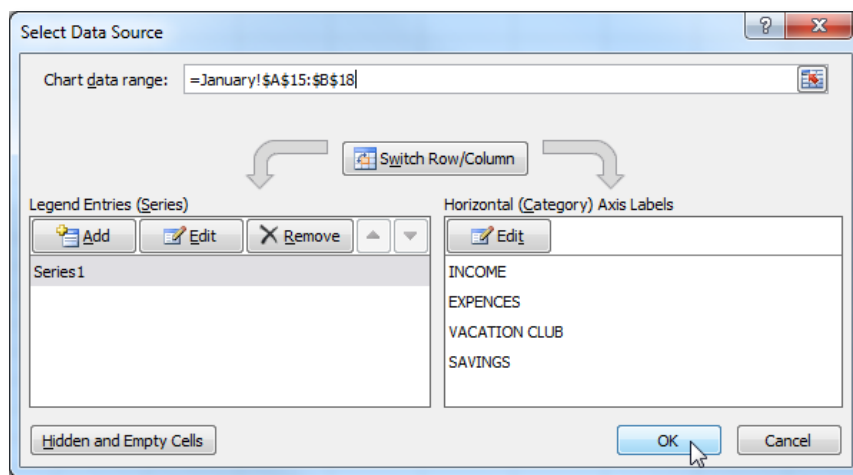 Select Data Source
?
X
Chart data range: =January!$A$15:$B$18
Switch Row/Column
Legend Entries (Series)
Horizontal (Category) Axis Labels
Add Edit Remove
Edit
Series1
INCOME
EXPENCES
VACATION CLUB
SAVINGS
Hidden and Empty Cells
OK
Cancel